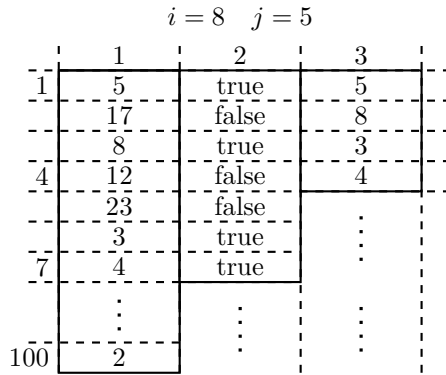 i = 8 j = 5
1 2 3
1 5 true 5
17 false 8
8 true 3
4 12 false 4
23 false
3 true
7 4 true
100 2